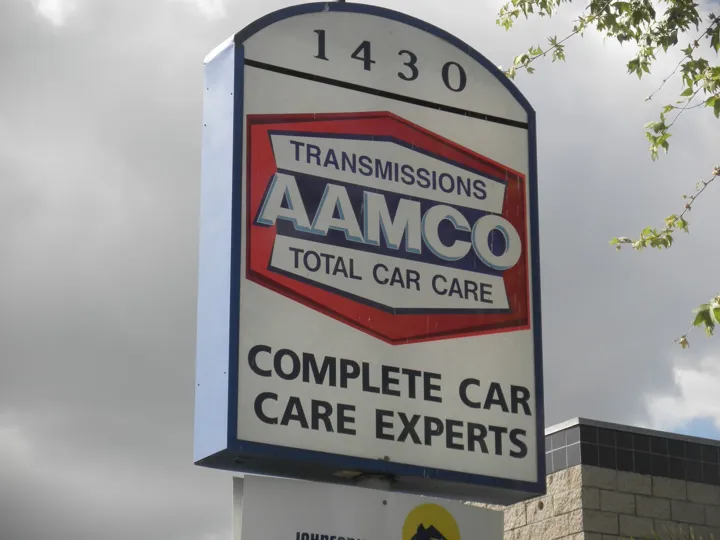 1430
TRANSMISSIONS
AAMCO
TOTAL CAR CARE
COMPLETE CAR
CARE EXPERTS